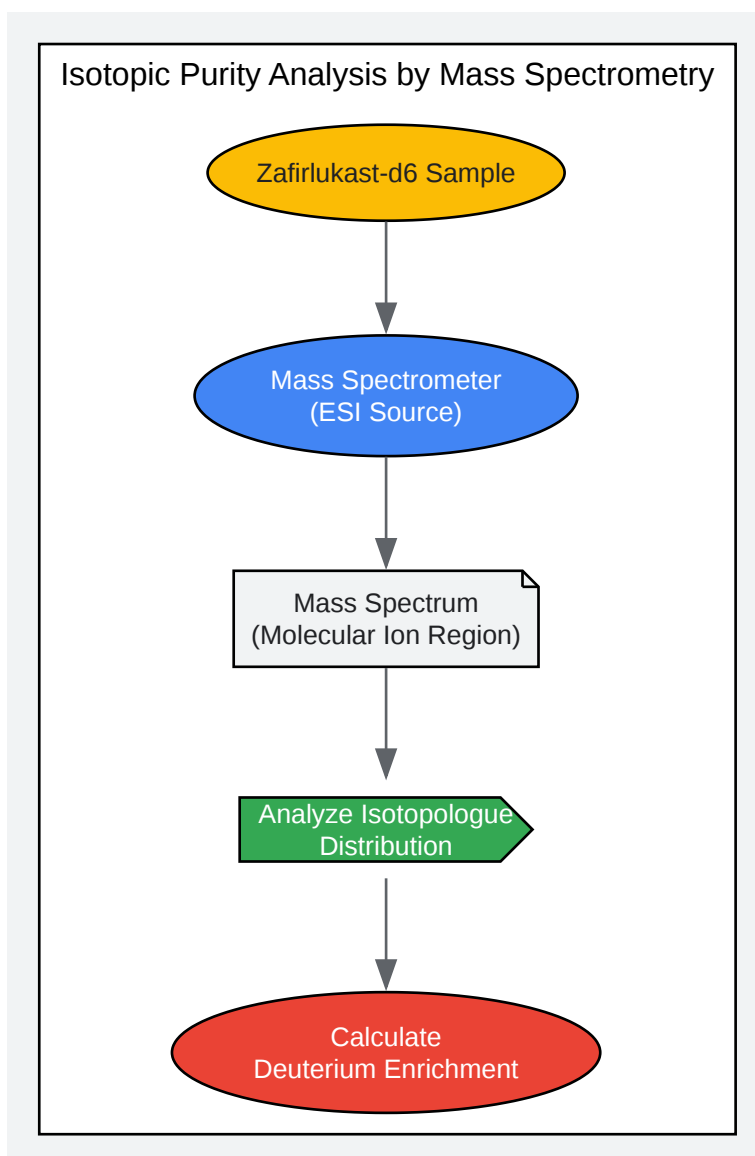 Isotopic Purity Analysis by Mass Spectrometry
Zafirlukast-d6 Sample
Mass Spectrometer
(ESI Source)
Mass Spectrum
(Molecular Ion Region)
Analyze Isotopologue
Distribution
Calculate
Deuterium Enrichment